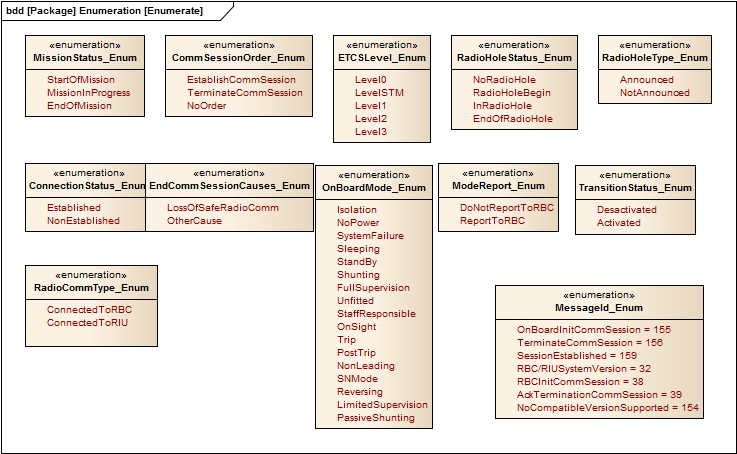 bdd [Package] Enumeration [Enumerate]
«enumeration»
MissionStatus_Enum
StartOfMission
MissionInProgress
EndOfMission
«enumeration»
CommSessionOrder_Enum
EstablishCommSession
TerminateCommSession
NoOrder
«enumeration»
ETCSLevel_Enum
Level0
LevelSTM
Level1
Level2
Level3
«enumeration»
RadioHoleStatus_Enum
NoRadioHole
RadioHoleBegin
InRadioHole
EndOfRadioHole
«enumeration»
RadioHoleType_Enum
Announced
NotAnnounced
«enumeration»
ConnectionStatus_Enum
Established
NonEstablished
«enumeration»
EndCommSessionCauses_Enum
LossOfSafeRadioComm
OtherCause
«enumeration»
OnBoardMode_Enum
Isolation
NoPower
SystemFailure
Sleeping
StandBy
Shunting
FullSupervision
Unfitted
StaffResponsible
OnSight
Trip
PostTrip
NonLeading
SNMode
Reversing
LimitedSupervision
PassiveShunting
«enumeration»
ModeReport_Enum
DoNotReportToRBC
ReportToRBC
«enumeration»
TransitionStatus_Enum
Desactivated
Activated
«enumeration»
RadioCommType_Enum
ConnectedToRBC
ConnectedToRIU
«enumeration»
MessageId_Enum
OnBoardInitCommSession = 155
TerminateCommSession = 156
SessionEstablished = 159
RBC/RIUSystemVersion = 32
RBCInitCommSession = 38
AckTerminationCommSession = 39
NoCompatibleVersionSupported = 154